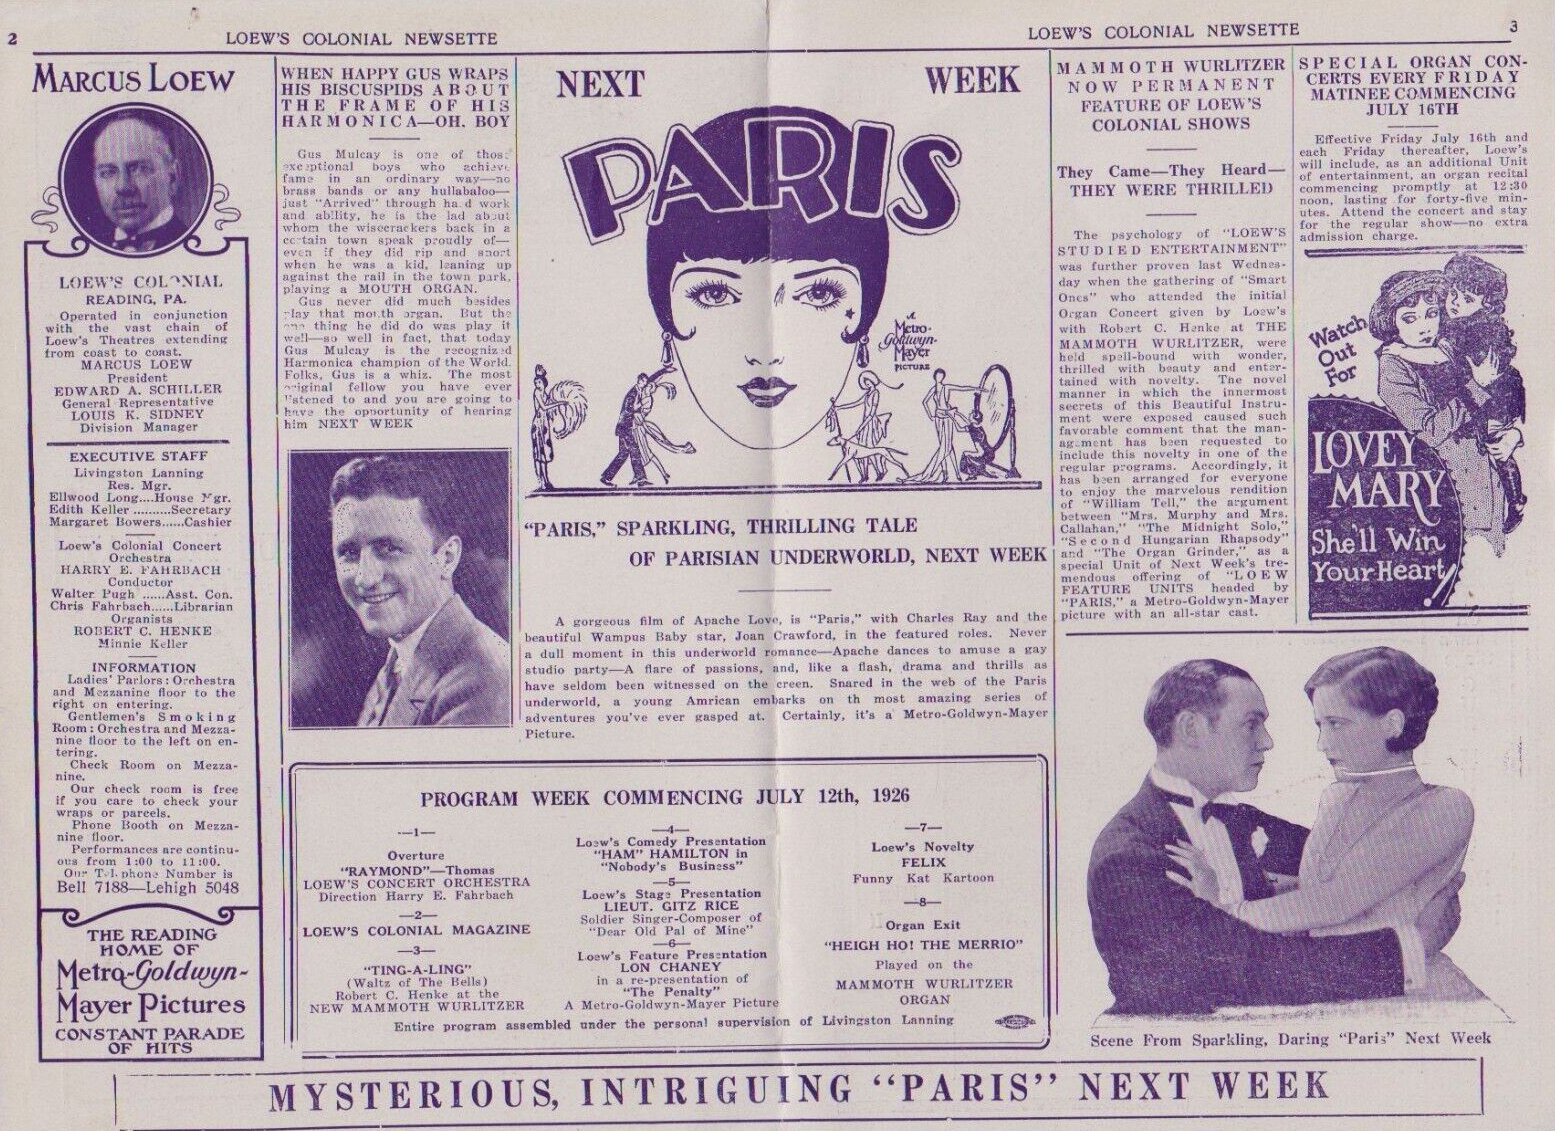 2
LOEW'S COLONIAL NEWSETTE
LOEW'S COLONIAL NEWSETTE
3
MARCUS LOEW
LOEW'S COLONIAL
READING, PA.
Operated in conjunction
with the vast chain of
Loew's Theatres extending
from coast to coast.
MARCUS LOEW
President
EDWARD A. SCHILLER
General Representative
LOUIS K. SIDNEY
Division Manager
EXECUTIVE STAFF
Livingston Lanning
Res. Mgr.
Ellwood Long....House Mgr.
Edith Keller ..........Secretary
Margaret Bowers......Cashier
Loew's Colonial Concert
Orchestra
HARRY E. FAHRBACH
Conductor
Walter Pugh ......Asst. Con.
Chris Fahrbach......Librarian
Organists
ROBERT C. HENKE
Minnie Keller
INFORMATION
Ladies' Parlors: Orchestra
and Mezzanine floor to the
right on entering.
Gentlemen's Smoking
Room: Orchestra and Mezza-
nine floor to the left on en-
tering.
Check Room on Mezza-
nine.
Our check room is free
if you care to check your
wraps or parcels.
Phone Booth on Mezza-
nine floor.
Performances are continu-
ous from 1:00 to 11:00.
Our Telephone Number is
Bell 7188—Lehigh 5048
THE READING
HOME OF
Metro-Goldwyn-
Mayer Pictures
CONSTANT PARADE
OF HITS
WHEN HAPPY GUS WRAPS
HIS BISCUSPIDS ABOUT
THE FRAME OF HIS
HARMONICA—OH, BOY
Gus Mulcay is one of those
exceptional boys who achieve
fame in an ordinary way—no
brass bands or any hullabaloo—
just "Arrived" through hard work
and ability, he is the lad about
whom the wisecrackers back in a
certain town speak proudly of—
even if they did rip and snort
when he was a kid, leaning up
against the rail in the town park,
playing a MOUTH ORGAN.
Gus never did much besides
play that mouth organ. But the
one thing he did do was play it
well—so well in fact, that today
Gus Mulcay is the recognized
Harmonica champion of the World.
Folks, Gus is a whiz. The most
original fellow you have ever
listened to and you are going to
have the opportunity of hearing
him NEXT WEEK
NEXT WEEK
PARIS
A
Metro-
Goldwyn-
Mayer
PICTURE
"PARIS," SPARKLING, THRILLING TALE
OF PARISIAN UNDERWORLD, NEXT WEEK
A gorgeous film of Apache Love, is "Paris," with Charles Ray and the
beautiful Wampus Baby star, Joan Crawford, in the featured roles. Never
a dull moment in this underworld romance—Apache dances to amuse a gay
studio party—A flare of passions, and, like a flash, drama and thrills as
have seldom been witnessed on the creen. Snared in the web of the Paris
underworld, a young Amrican embarks on th most amazing series of
adventures you've ever gasped at. Certainly, it's a Metro-Goldwyn-Mayer
Picture.
PROGRAM WEEK COMMENCING JULY 12th, 1926
—1—
Overture
"RAYMOND"—Thomas
LOEW'S CONCERT ORCHESTRA
Direction Harry E. Fahrbach
—2—
LOEW'S COLONIAL MAGAZINE
—3—
"TING-A-LING"
(Waltz of The Bells)
Robert C. Henke at the
NEW MAMMOTH WURLITZER
—4—
Loew's Comedy Presentation
"HAM" HAMILTON in
"Nobody's Business"
—5—
Loew's Stage Presentation
LIEUT. GITZ RICE
Soldier Singer-Composer of
"Dear Old Pal of Mine"
—6—
Loew's Feature Presentation
LON CHANEY
in a re-presentation of
"The Penalty"
A Metro-Goldwyn-Mayer Picture
—7—
Loew's Novelty
FELIX
Funny Kat Kartoon
—8—
Organ Exit
"HEIGH HO! THE MERRIO"
Played on the
MAMMOTH WURLITZER
ORGAN
Entire program assembled under the personal supervision of Livingston Lanning
MAMMOTH WURLITZER
NOW PERMANENT
FEATURE OF LOEW'S
COLONIAL SHOWS
They Came—They Heard—
THEY WERE THRILLED
The psychology of "LOEW'S
STUDIED ENTERTAINMENT"
was further proven last Wednes-
day when the gathering of "Smart
Ones" who attended the initial
Organ Concert given by Loew's
with Robert C. Henke at THE
MAMMOTH WURLITZER, were
held spell-bound with wonder,
thrilled with beauty and enter-
tained with novelty. The novel
manner in which the innermost
secrets of this Beautiful Instru-
ment were exposed caused such
favorable comment that the man-
agement has been requested to
include this novelty in one of the
regular programs. Accordingly, it
has been arranged for everyone
to enjoy the marvelous rendition
of "William Tell," the argument
between "Mrs. Murphy and Mrs.
Callahan," "The Midnight Solo,"
"Second Hungarian Rhapsody"
and "The Organ Grinder," as a
special Unit of Next Week's tre-
mendous offering of "LOEW
FEATURE UNITS headed by
"PARIS," a Metro-Goldwyn-Mayer
picture with an all-star cast.
SPECIAL ORGAN CON-
CERTS EVERY FRIDAY
MATINEE COMMENCING
JULY 16TH
Effective Friday July 16th and
each Friday thereafter, Loew's
will include, as an additional Unit
of entertainment, an organ recital
commencing promptly at 12:30
noon, lasting for forty-five min-
utes. Attend the concert and stay
for the regular show—no extra
admission charge.
Watch
Out
For
LOVEY
MARY
She'll Win
Your Heart!
Scene From Sparkling, Daring "Paris" Next Week
MYSTERIOUS, INTRIGUING "PARIS" NEXT WEEK